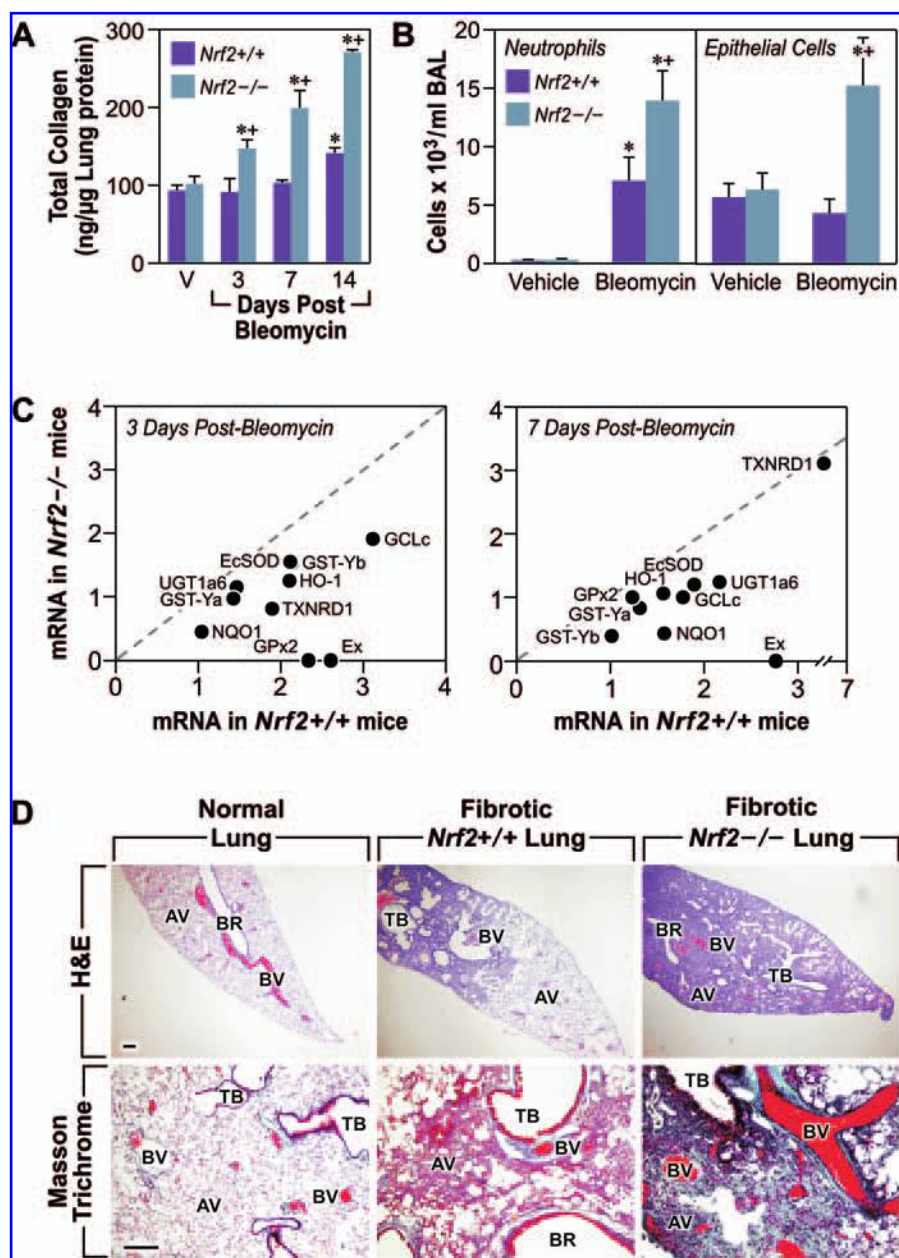 A
Total Collagen
(ng/µg Lung protein)
300
200
100
0
Nrf2+/+
Nrf2−/−
*+
*+
*
*+
V
3
7
14
Days Post
Bleomycin
B
Cells x 10³/ml BAL
20
15
10
5
0
Neutrophils
Nrf2+/+
Nrf2−/−
*
*+
Epithelial Cells
*+
Vehicle
Bleomycin
Vehicle
Bleomycin
C
mRNA in Nrf2−/− mice
4
3
2
1
0
3 Days Post-Bleomycin
GCLc
EcSOD
GST-Yb
UGT1a6
HO-1
GST-Ya
TXNRD1
NQO1
GPx2
Ex
0
1
2
3
4
mRNA in Nrf2+/+ mice
4
3
2
1
0
7 Days Post-Bleomycin
TXNRD1
EcSOD
HO-1
UGT1a6
GPx2
GCLc
GST-Ya
GST-Yb
NQO1
Ex
0
1
2
3
7
mRNA in Nrf2+/+ mice
D
Normal
Lung
Fibrotic
Nrf2+/+ Lung
Fibrotic
Nrf2−/− Lung
H&E
AV
BR
BV
TB
BV
AV
BR
BV
TB
AV
Masson
Trichrome
TB
TB
BV
BV
AV
TB
BV
AV
BR
TB
BV
BV
AV